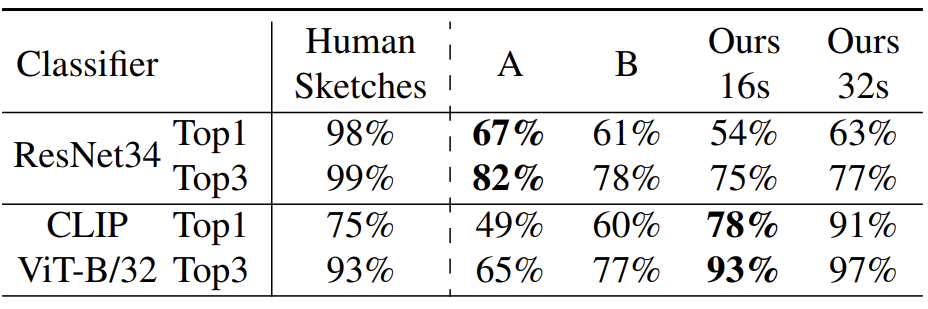 Classifier Human Sketches A B Ours 16s Ours 32s
ResNet34 Top1 98% 67% 61% 54% 63%
Top3 99% 82% 78% 75% 77%
CLIP Top1 75% 49% 60% 78% 91%
ViT-B/32 Top3 93% 65% 77% 93% 97%